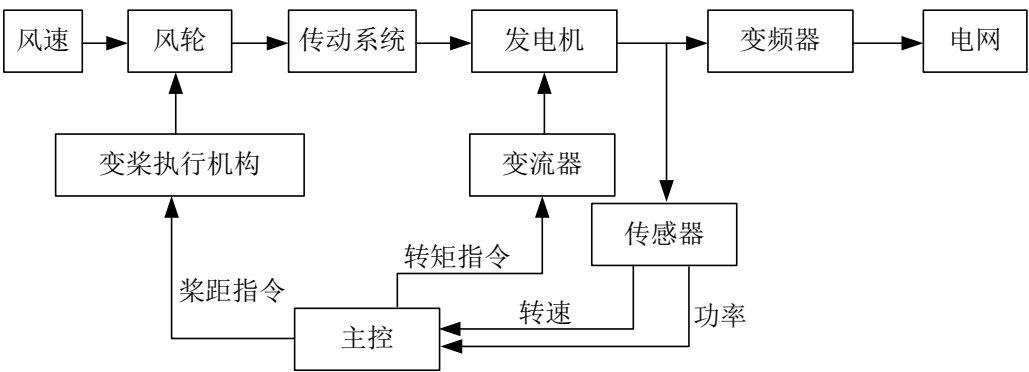 风速
风轮
传动系统
发电机
变频器
电网
变桨执行机构
变流器
传感器
转矩指令
桨距指令
转速
功率
主控